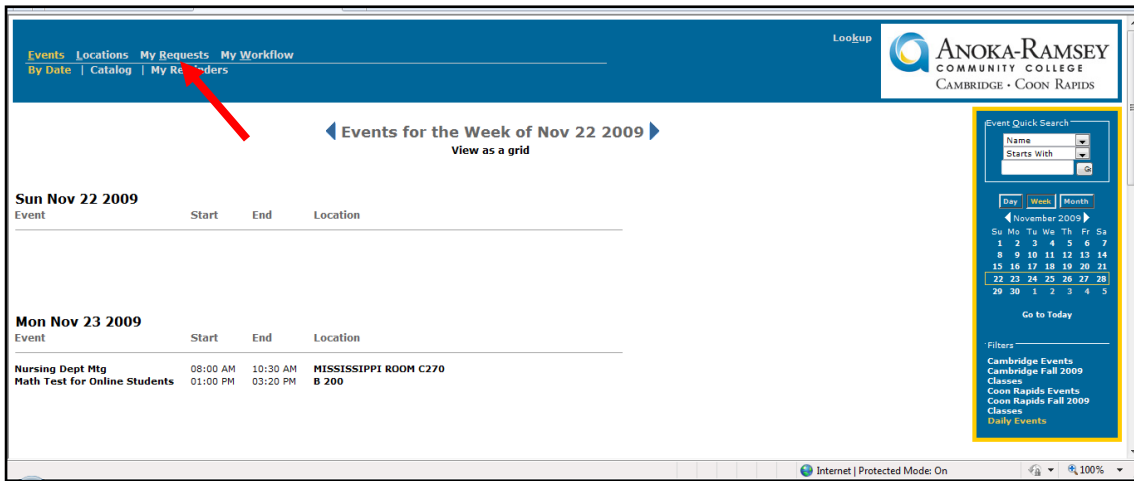 Events Locations My Requests My Workflow
By Date | Catalog | My Reminders
Lookup
ANOKA-RAMSEY
COMMUNITY COLLEGE
CAMBRIDGE • COON RAPIDS
Events for the Week of Nov 22 2009
View as a grid
Sun Nov 22 2009
Event Start End Location
Mon Nov 23 2009
Event Start End Location
Nursing Dept Mtg 08:00 AM 10:30 AM MISSISSIPPI ROOM C270
Math Test for Online Students 01:00 PM 03:20 PM B 200
Event Quick Search
Name
Starts With
Day Week Month
November 2009
Su Mo Tu We Th Fr Sa
1 2 3 4 5 6 7
8 9 10 11 12 13 14
15 16 17 18 19 20 21
22 23 24 25 26 27 28
29 30 1 2 3 4 5
Go to Today
Filters
Cambridge Events
Cambridge Fall 2009
Classes
Coon Rapids Events
Coon Rapids Fall 2009
Classes
Daily Events
Internet | Protected Mode: On
100%